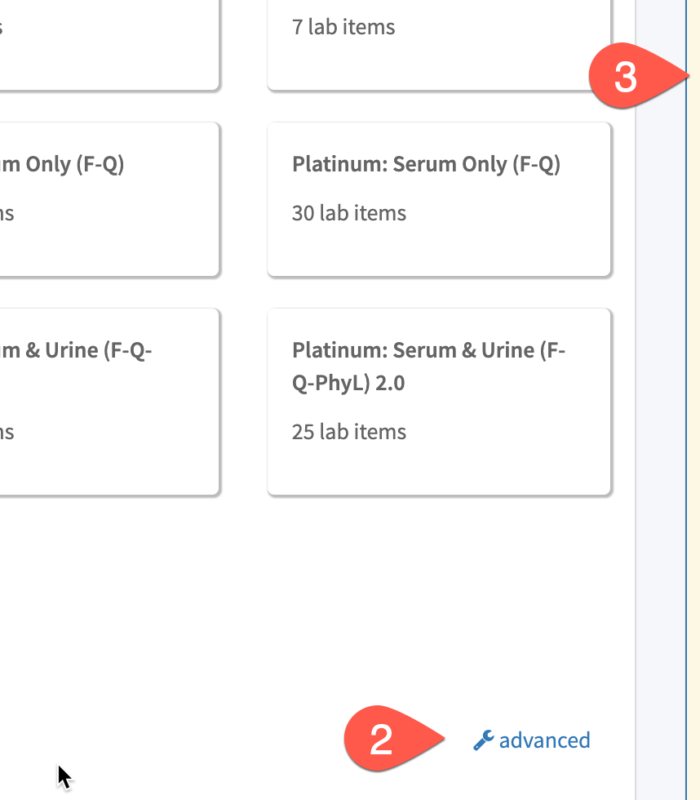 7 lab items
3
m Only (F-Q)
Platinum: Serum Only (F-Q)
ns
30 lab items
m & Urine (F-Q-
Platinum: Serum & Urine (F-
Q-PhyL) 2.0
ns
25 lab items
2
advanced